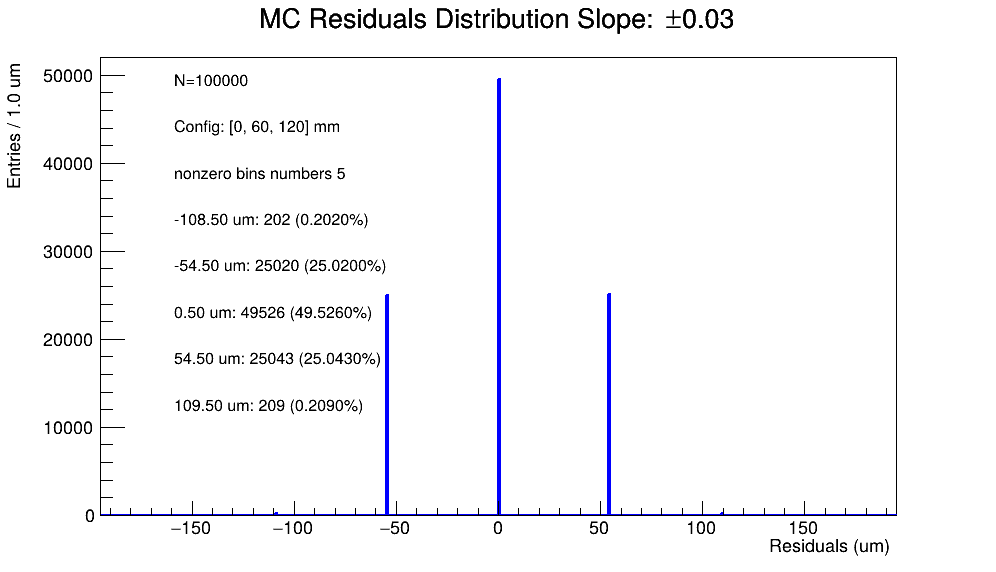 MC Residuals Distribution Slope: ±0.03
Entries / 1.0 um
50000
40000
30000
20000
10000
0
N=100000
Config: [0, 60, 120] mm
nonzero bins numbers 5
-108.50 um: 202 (0.2020%)
-54.50 um: 25020 (25.0200%)
0.50 um: 49526 (49.5260%)
54.50 um: 25043 (25.0430%)
109.50 um: 209 (0.2090%)
−150 −100 −50 0 50 100 150
Residuals (um)